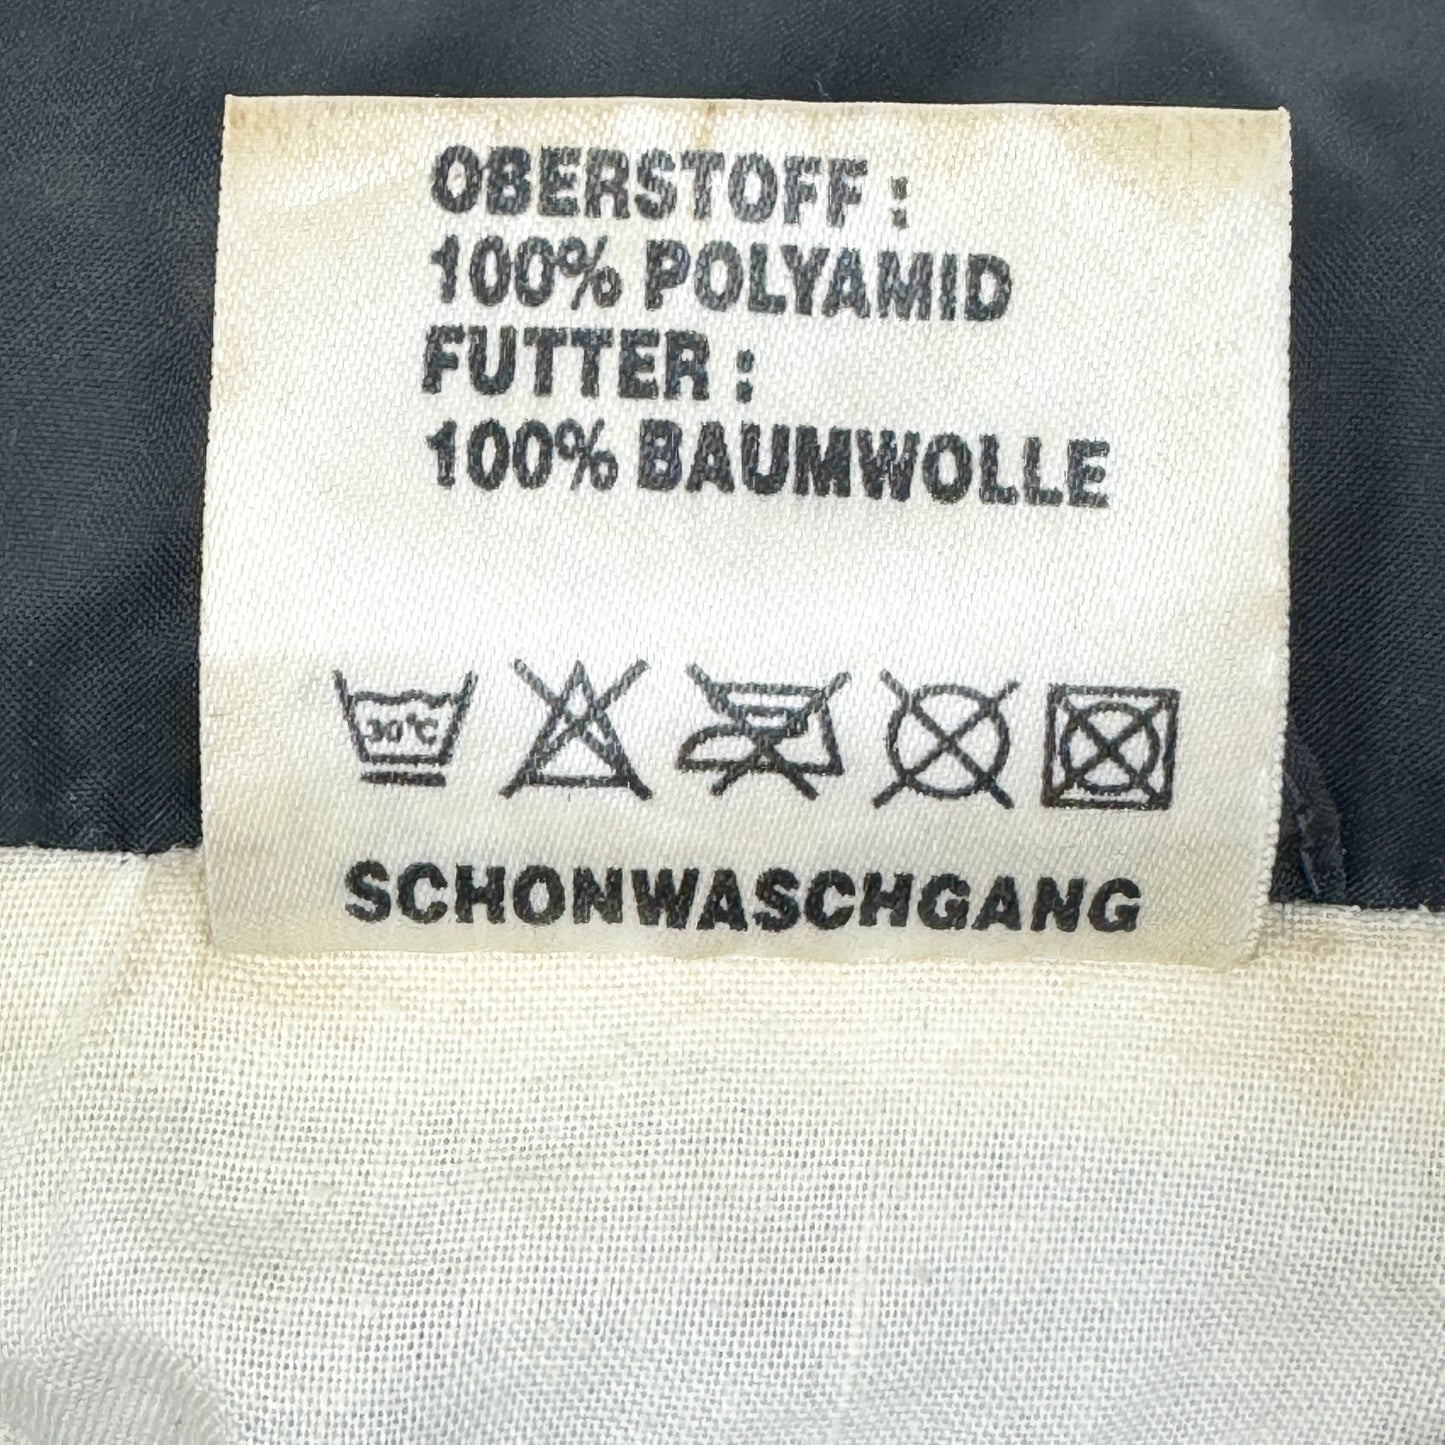 OBERSTOFF :
100% POLYAMID
FUTTER :
100% BAUMWOLLE
30°C
SCHONWASCHGANG